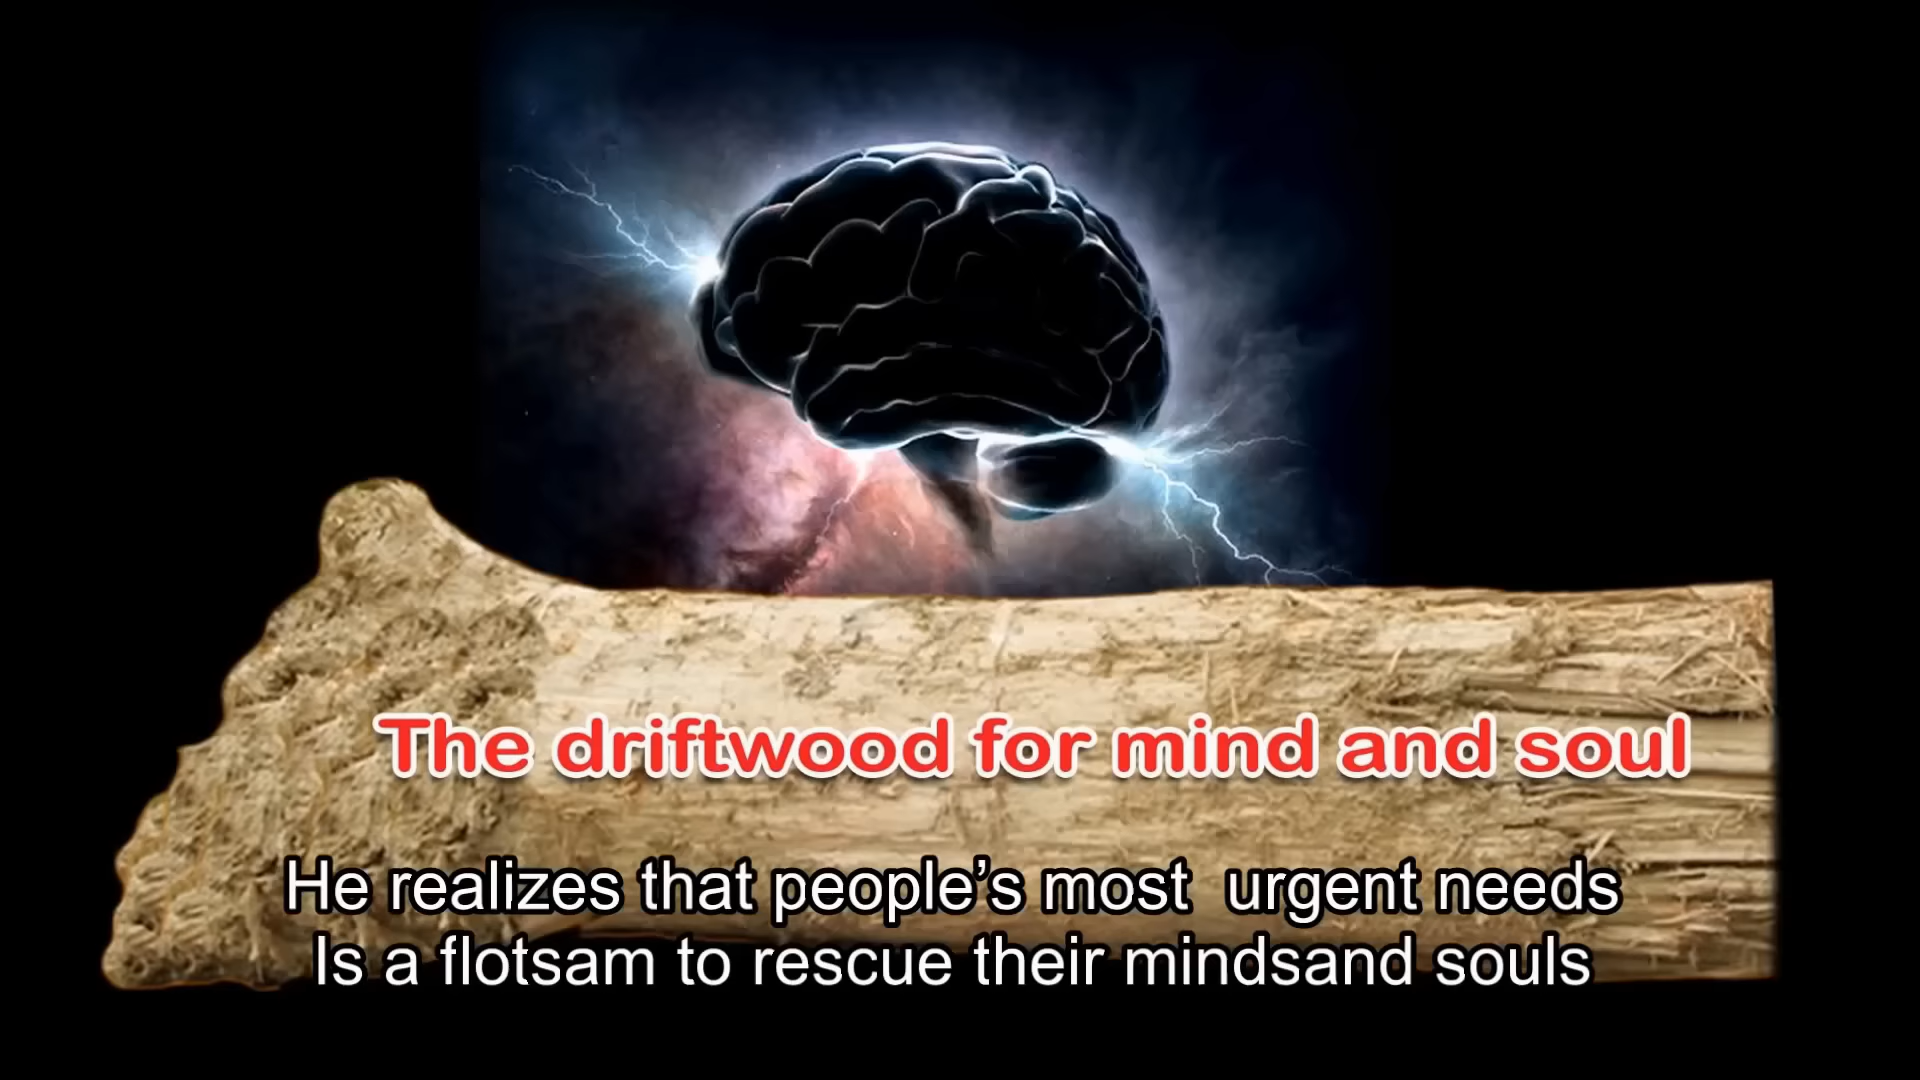 The driftwood for mind and soul
He realizes that people’s most  urgent needs
Is a flotsam to rescue their mindsand souls